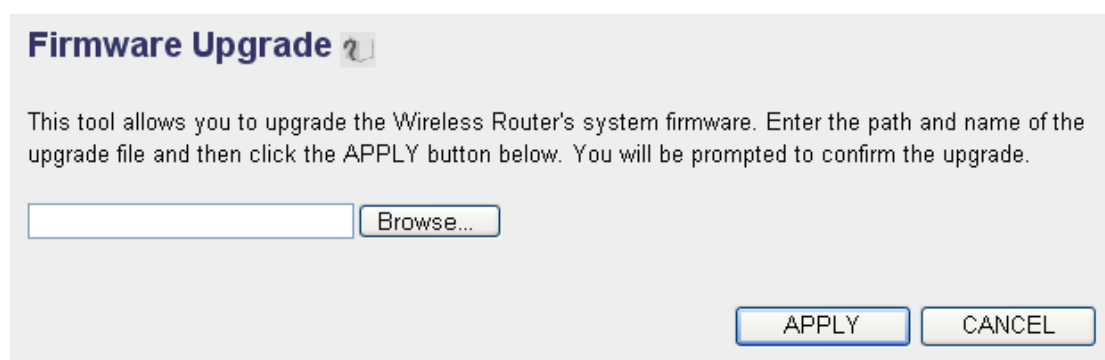 Firmware Upgrade
This tool allows you to upgrade the Wireless Router's system firmware. Enter the path and name of the
upgrade file and then click the APPLY button below. You will be prompted to confirm the upgrade.
Browse...
APPLY CANCEL